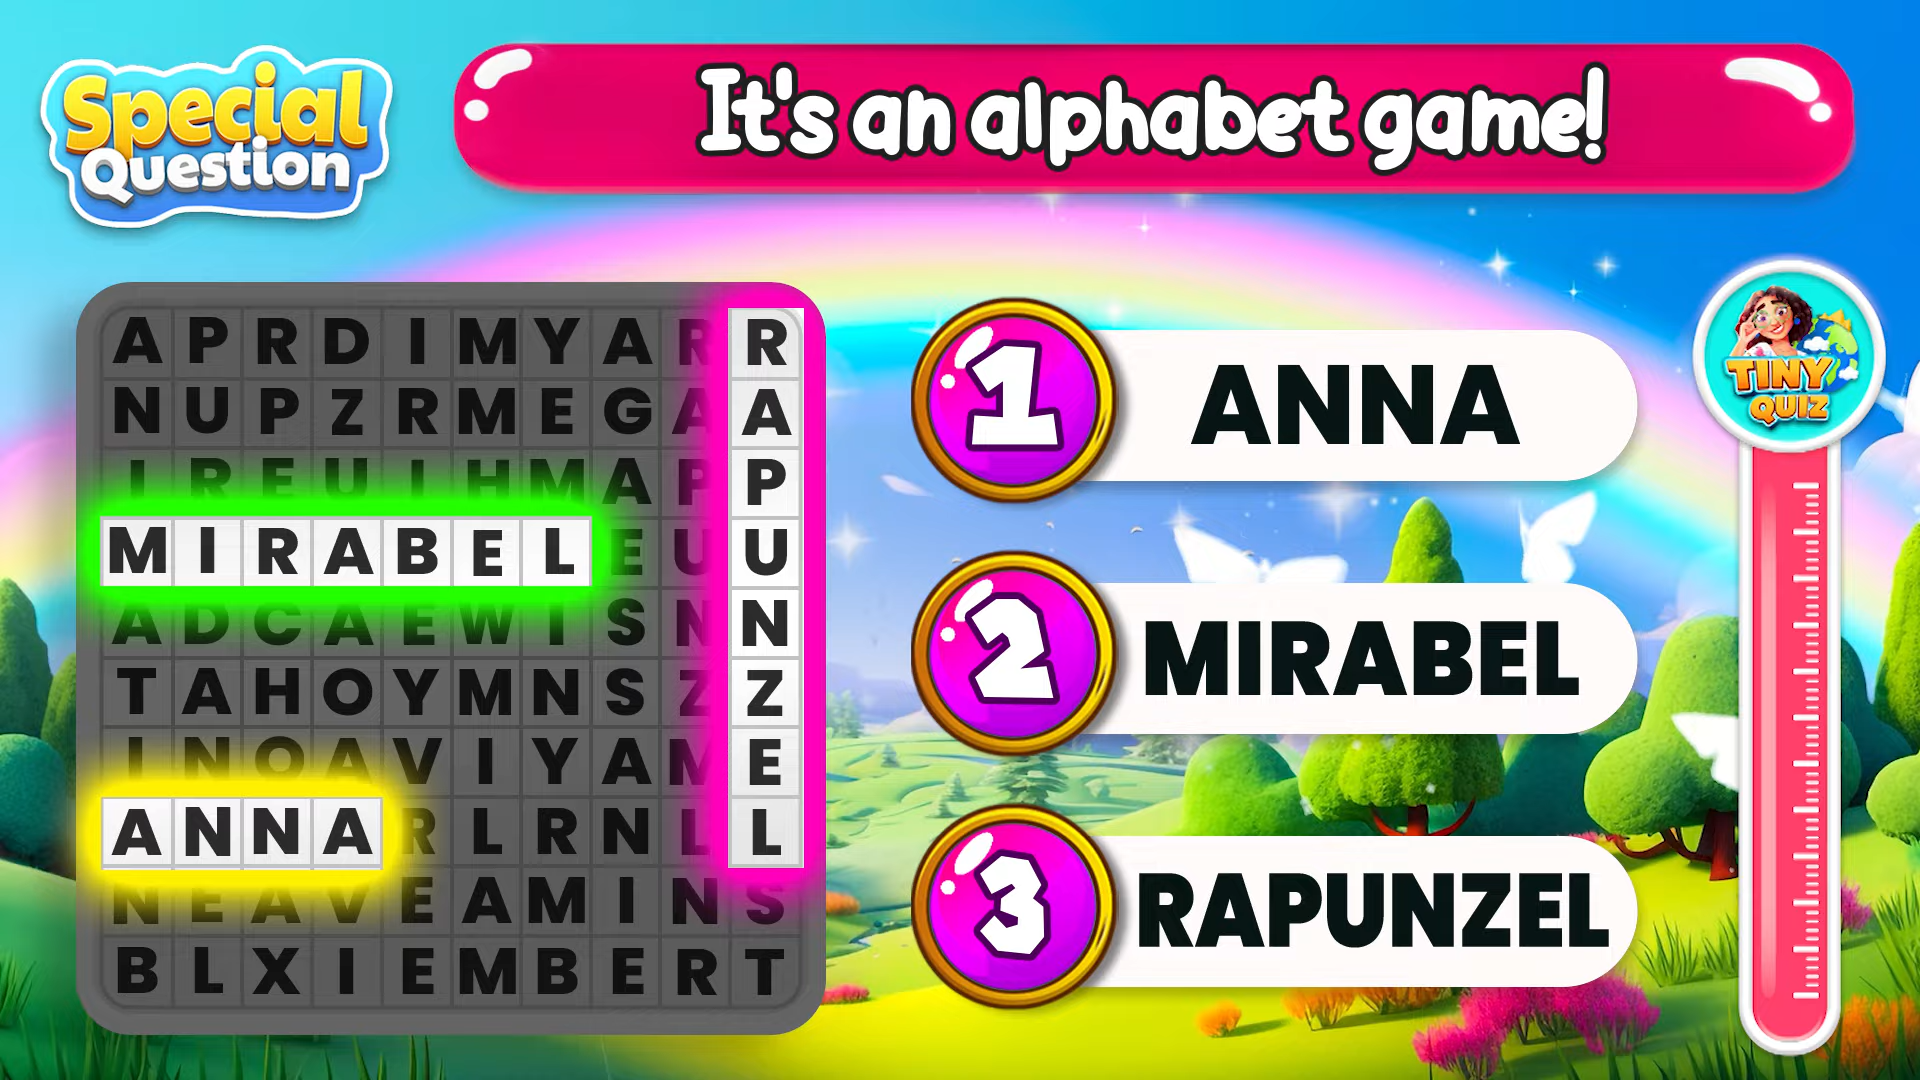 Special
Question
It's an alphabet game!
A P R D I M Y A R R
N U P Z R M E G A A
I R E U I H M A P P
M I R A B E L E U U
A D C A E W I S N N
T A H O Y M N S Z Z
I N O A V I Y A M E
A N N A R L R N L L
N E A V E A M I N S
B L X I E M B E R T
1 ANNA
2 MIRABEL
3 RAPUNZEL
TINY
QUIZ